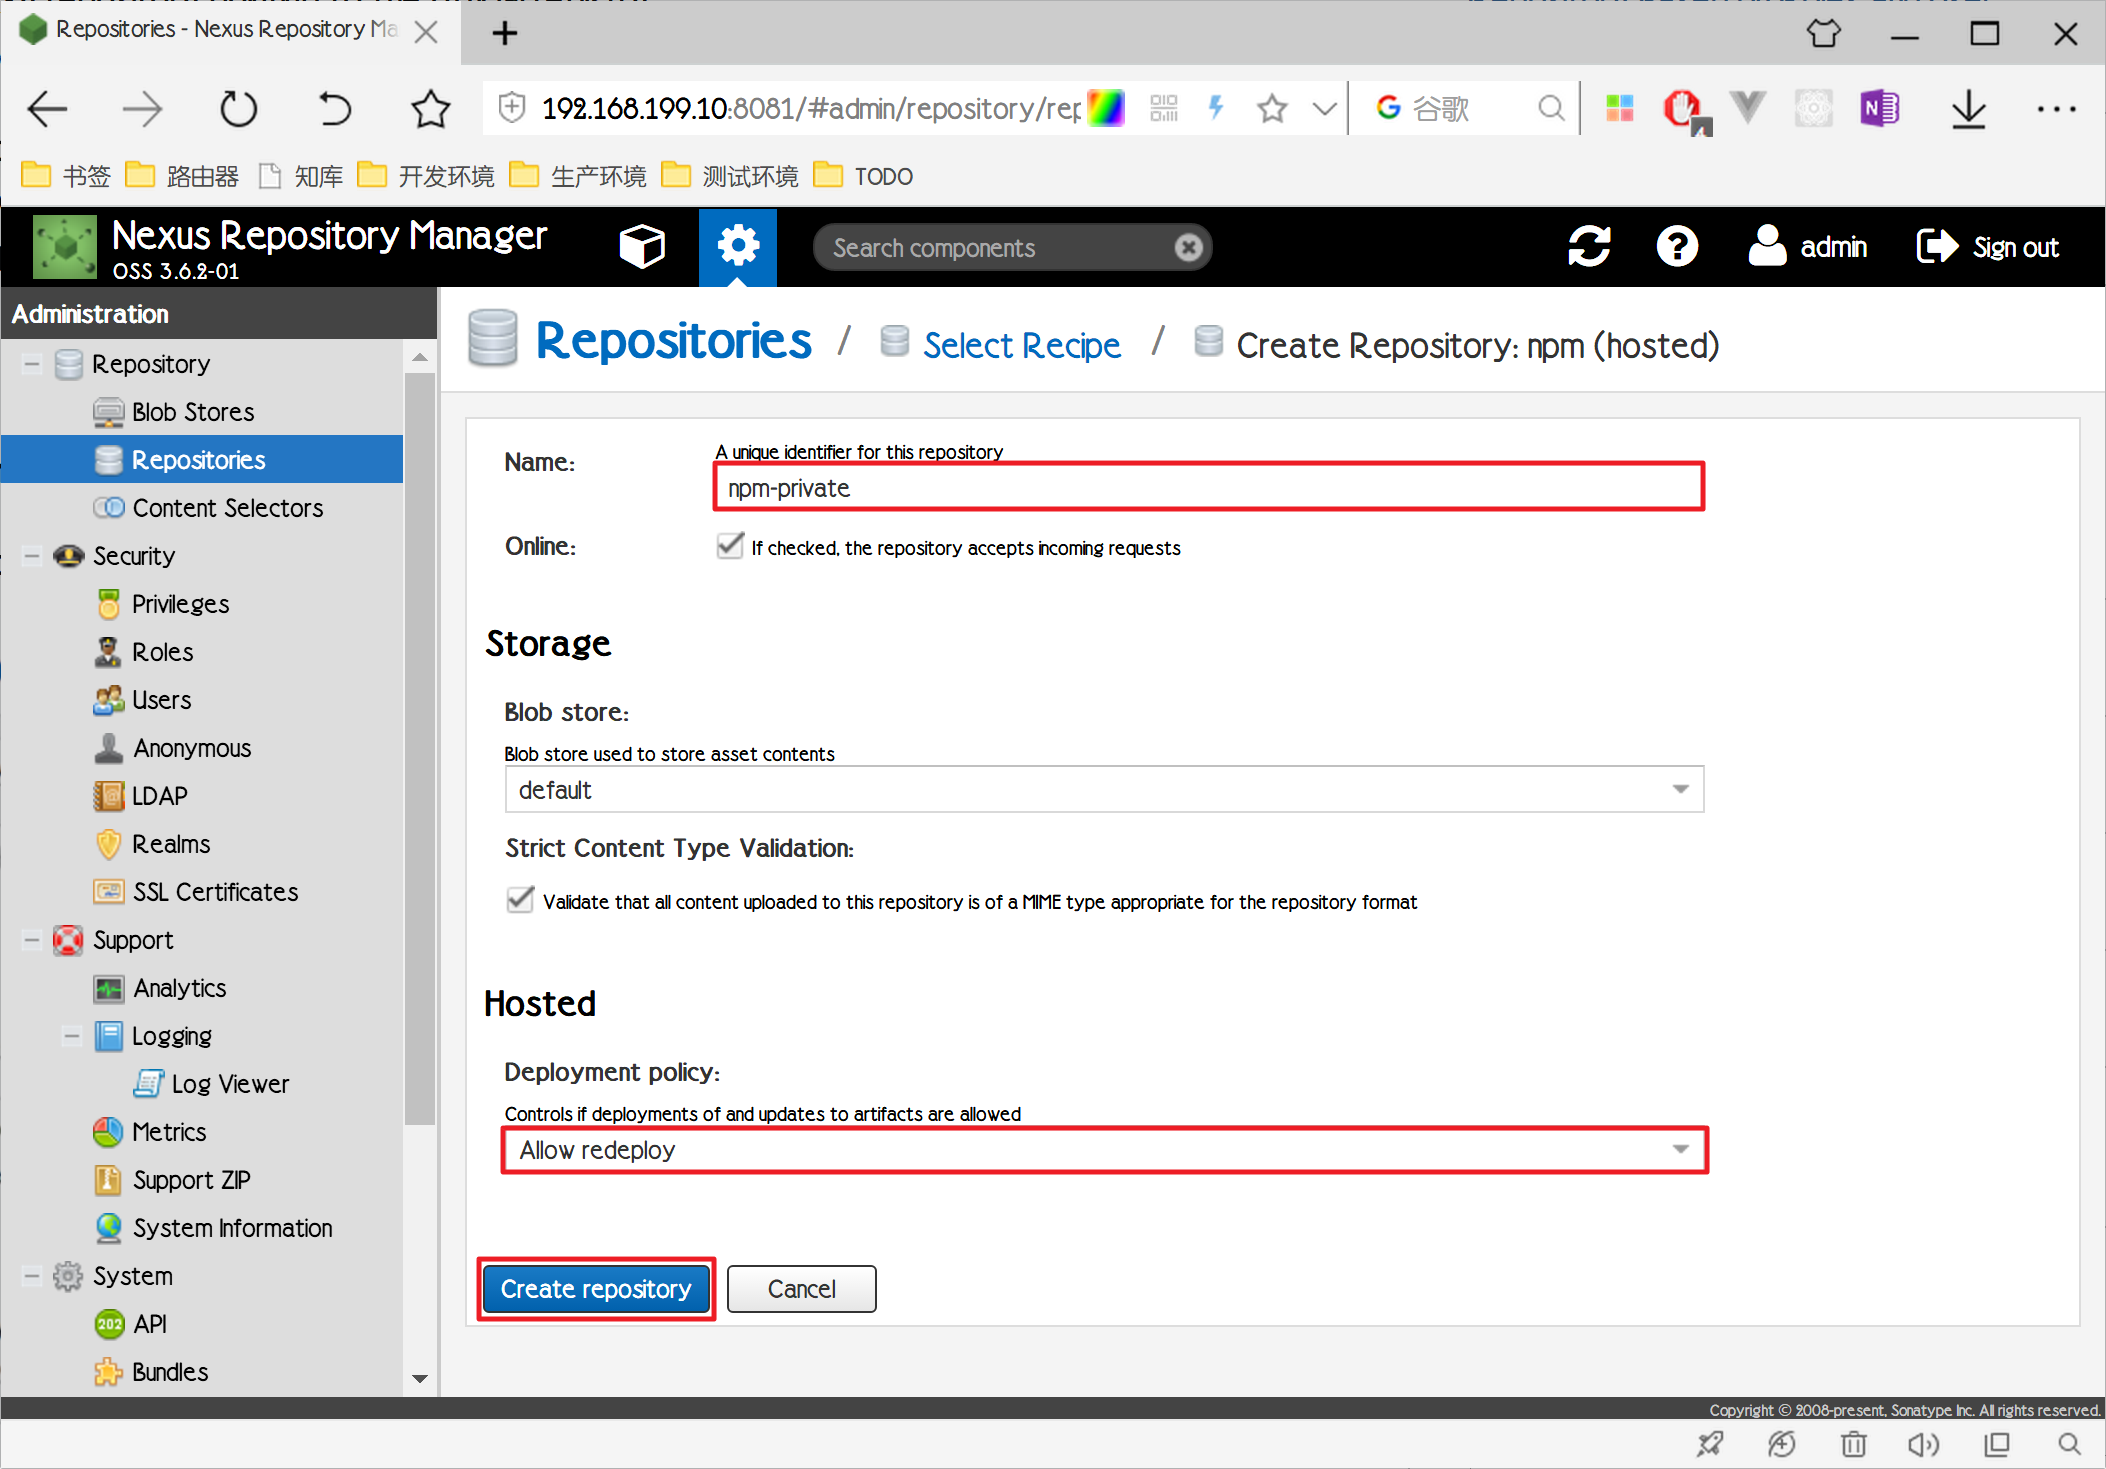 Repositories - Nexus Repository Ma
192.168.199.10:8081/#admin/repository/rep
谷歌
书签
路由器
知库
开发环境
生产环境
测试环境
TODO
Nexus Repository Manager
OSS 3.6.2-01
Search components
admin
Sign out
Administration
Repository
Blob Stores
Repositories
Content Selectors
Security
Privileges
Roles
Users
Anonymous
LDAP
Realms
SSL Certificates
Support
Analytics
Logging
Log Viewer
Metrics
Support ZIP
System Information
System
API
Bundles
Repositories / Select Recipe / Create Repository: npm (hosted)
Name:
A unique identifier for this repository
npm-private
Online:
If checked, the repository accepts incoming requests
Storage
Blob store:
Blob store used to store asset contents
default
Strict Content Type Validation:
Validate that all content uploaded to this repository is of a MIME type appropriate for the repository format
Hosted
Deployment policy:
Controls if deployments of and updates to artifacts are allowed
Allow redeploy
Create repository
Cancel
Copyright © 2008-present, Sonatype Inc. All rights reserved.